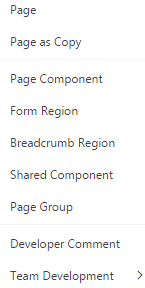 Page
Page as Copy
Page Component
Form Region
Breadcrumb Region
Shared Component
Page Group
Developer Comment
Team Development